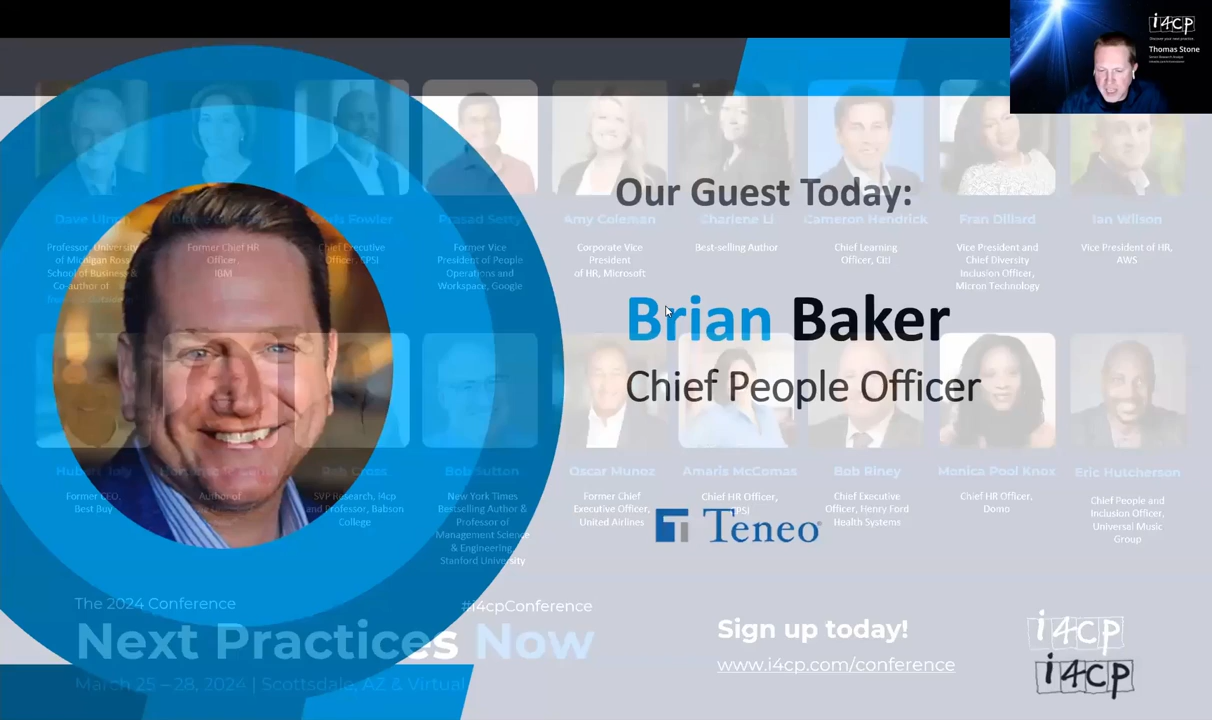 i4cp
Discover your next practice
Thomas Stone
Our Guest Today:
Brian Baker
Chief People Officer
Teneo
Dave Ulrich
Professor, University
of Michigan Ross
School of Business &
Co-author of
Former Chief HR
Officer,
IBM
Chris Fowler
Chief Executive
Officer, CPSI
Prasad Setty
Former Vice
President of People
Operations and
Workspace, Google
Amy Coleman
Corporate Vice
President
of HR, Microsoft
Charlene Li
Best-selling Author
Cameron Hedrick
Chief Learning
Officer, Citi
Fran Dillard
Vice President and
Chief Diversity
Inclusion Officer,
Micron Technology
Ian Wilson
Vice President of HR,
AWS
Hubert Joly
Former CEO,
Best Buy
Author of
Rob Cross
SVP Research, i4cp
and Professor, Babson
College
Bob Sutton
New York Times
Bestselling Author &
Professor of
Management Science
& Engineering,
Stanford University
Oscar Munoz
Former Chief
Executive Officer,
United Airlines
Amaris McComas
Chief HR Officer,
CPSI
Bob Riney
Chief Executive
Officer, Henry Ford
Health Systems
Monica Pool Knox
Chief HR Officer,
Domo
Eric Hutcherson
Chief People and
Inclusion Officer,
Universal Music
Group
The 2024 Conference
#i4cpConference
Next Practices Now
March 25 – 28, 2024 | Scottsdale, AZ & Virtual
Sign up today!
www.i4cp.com/conference
i4cp
i4cp